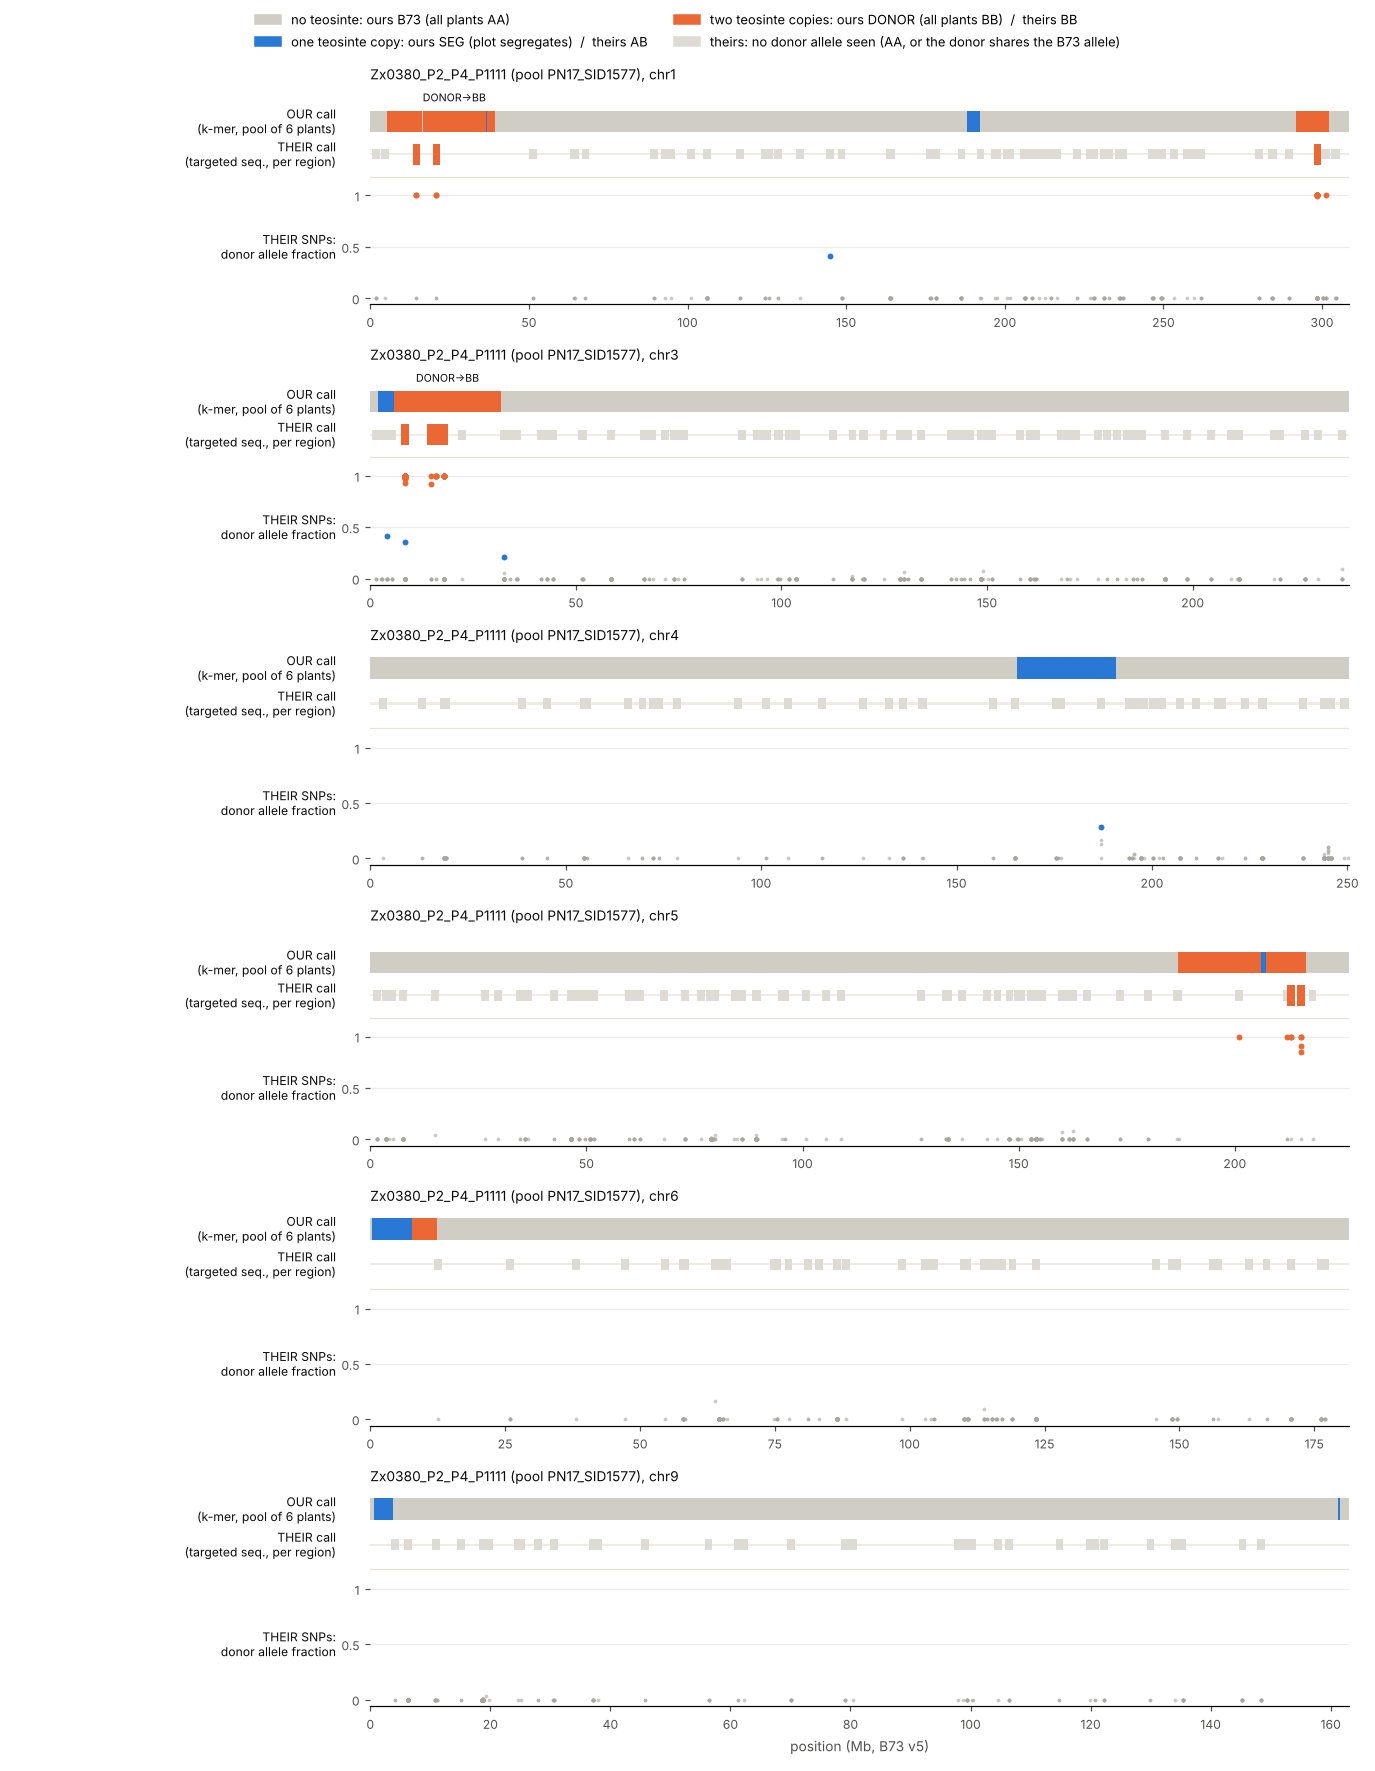 no teosinte: ours B73 (all plants AA)
two teosinte copies: ours DONOR (all plants BB)  /  theirs BB
one teosinte copy: ours SEG (plot segregates)  /  theirs AB
theirs: no donor allele seen (AA, or the donor shares the B73 allele)
Zx0380_P2_P4_P1111 (pool PN17_SID1577), chr1
DONOR→BB
OUR call
(k-mer, pool of 6 plants)
THEIR call
(targeted seq., per region)
1
THEIR SNPs:
donor allele fraction
0.5
0
0 50 100 150 200 250 300
Zx0380_P2_P4_P1111 (pool PN17_SID1577), chr3
DONOR→BB
OUR call
(k-mer, pool of 6 plants)
THEIR call
(targeted seq., per region)
1
THEIR SNPs:
donor allele fraction
0.5
0
0 50 100 150 200
Zx0380_P2_P4_P1111 (pool PN17_SID1577), chr4
OUR call
(k-mer, pool of 6 plants)
THEIR call
(targeted seq., per region)
1
THEIR SNPs:
donor allele fraction
0.5
0
0 50 100 150 200 250
Zx0380_P2_P4_P1111 (pool PN17_SID1577), chr5
OUR call
(k-mer, pool of 6 plants)
THEIR call
(targeted seq., per region)
1
THEIR SNPs:
donor allele fraction
0.5
0
0 50 100 150 200
Zx0380_P2_P4_P1111 (pool PN17_SID1577), chr6
OUR call
(k-mer, pool of 6 plants)
THEIR call
(targeted seq., per region)
1
THEIR SNPs:
donor allele fraction
0.5
0
0 25 50 75 100 125 150 175
Zx0380_P2_P4_P1111 (pool PN17_SID1577), chr9
OUR call
(k-mer, pool of 6 plants)
THEIR call
(targeted seq., per region)
1
THEIR SNPs:
donor allele fraction
0.5
0
0 20 40 60 80 100 120 140 160
position (Mb, B73 v5)